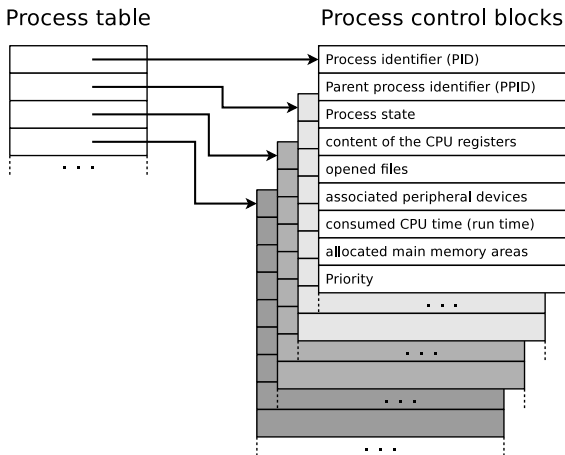 Process table
Process control blocks
Process identifier (PID)
Parent process identifier (PPID)
Process state
content of the CPU registers
opened files
associated peripheral devices
consumed CPU time (run time)
allocated main memory areas
Priority
. . .
. . .
. . .
. . .
. . .